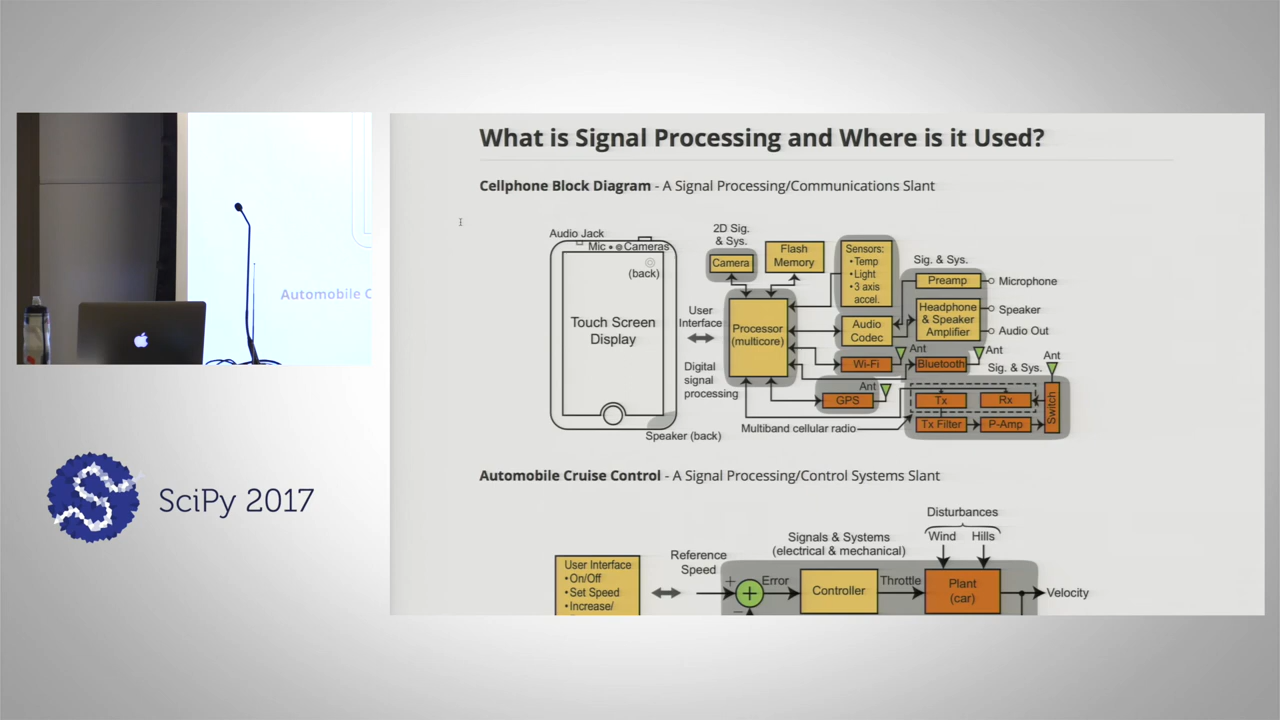 What is Signal Processing and Where is it Used?
Cellphone Block Diagram - A Signal Processing/Communications Slant
Audio Jack
Mic
Cameras
(back)
Touch Screen
Display
Speaker (back)
User
Interface
Digital
signal
processing
2D Sig.
& Sys.
Camera
Flash
Memory
Processor
(multicore)
Sensors:
•Temp
•Light
•3 axis
accel.
Audio
Codec
Sig. & Sys.
Preamp
Microphone
Headphone
& Speaker
Amplifier
Speaker
Audio Out
Wi-Fi
Ant
Bluetooth
Ant
GPS
Ant
Sig. & Sys.
Ant
Tx
Rx
Switch
Tx Filter
P-Amp
Multiband cellular radio
Automobile Cruise Control - A Signal Processing/Control Systems Slant
User Interface
•On/Off
•Set Speed
•Increase/
Reference
Speed
Signals & Systems
(electrical & mechanical)
Disturbances
Wind
Hills
+
−
+
Error
Controller
Throttle
Plant
(car)
Velocity
Automobile C
S
SciPy 2017